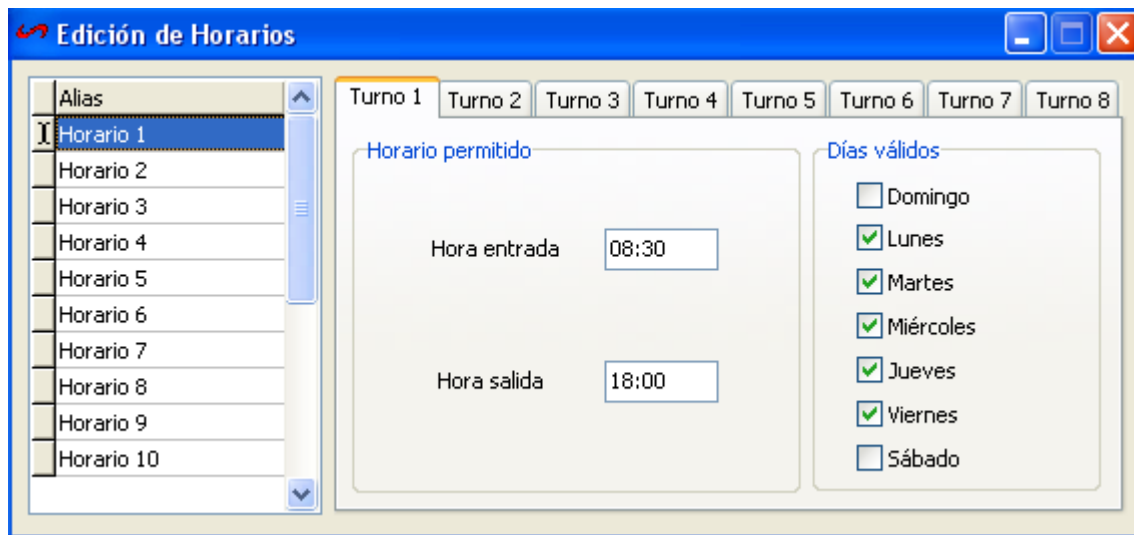 Edición de Horarios
Alias
Horario 1
Horario 2
Horario 3
Horario 4
Horario 5
Horario 6
Horario 7
Horario 8
Horario 9
Horario 10
Turno 1 Turno 2 Turno 3 Turno 4 Turno 5 Turno 6 Turno 7 Turno 8
Horario permitido
Hora entrada 08:30
Hora salida 18:00
Días válidos
Domingo
Lunes
Martes
Miércoles
Jueves
Viernes
Sábado